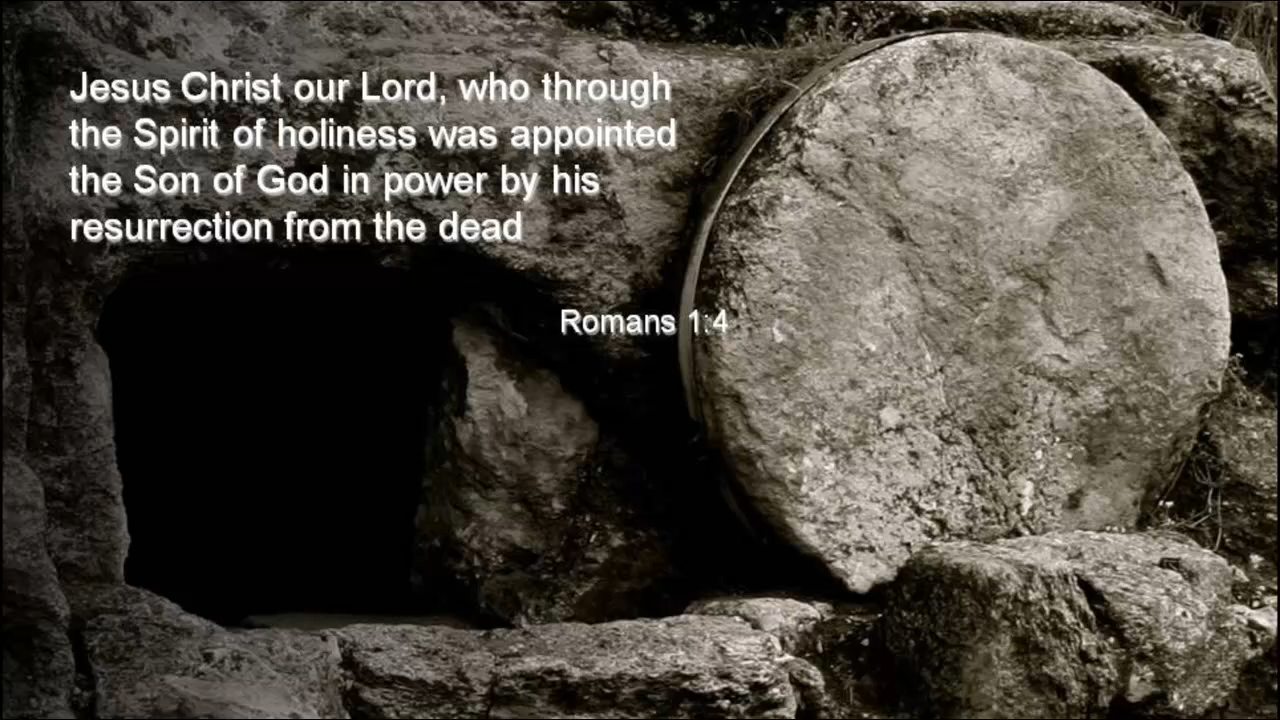 Jesus Christ our Lord, who through
the Spirit of holiness was appointed
the Son of God in power by his
resurrection from the dead
Romans 1:4